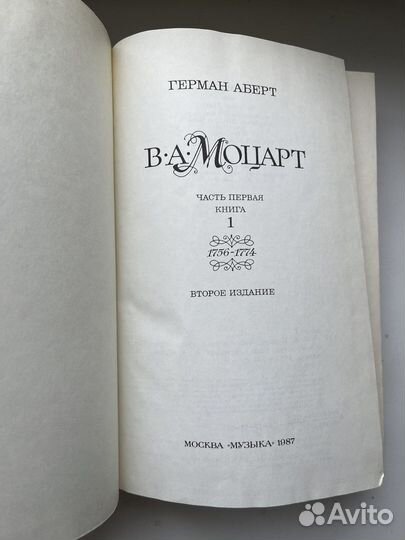 ГЕРМАН АБЕРТ
В·А·МОЦАРТ
ЧАСТЬ ПЕРВАЯ
КНИГА
1
1756-1774
ВТОРОЕ ИЗДАНИЕ
МОСКВА «МУЗЫКА» 1987
Avito